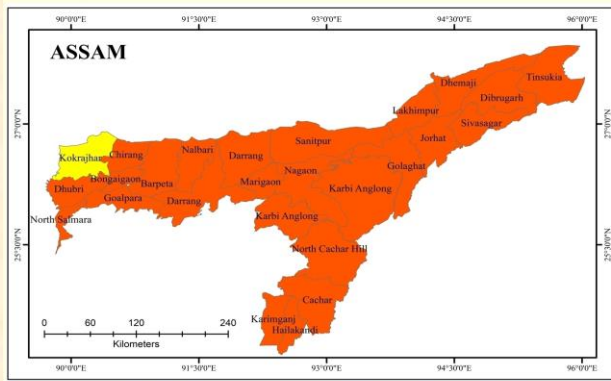 90°0'0"E 91°30'0"E 93°0'0"E 94°30'0"E 96°0'0"E
ASSAM
Tinsukia
Dhemaji
Dibrugarh
Lakhimpur
27°0'0"N
27°0'0"N
Sivasagar
Sanitpur
Jorhat
Nalbari
Kokrajhar
Chirang
Darrang
Golaghat
Nagaon
Bongaigaon
Barpeta
Marigaon
Dhubri
Karbi Anglong
Goalpara
Darrang
North Salmara
Karbi Anglong
25°30'0"N
25°30'0"N
North Cachar Hill
Cachar
Karimganj
Hailakandi
0 60 120 240
Kilometers
90°0'0"E 91°30'0"E 93°0'0"E 94°30'0"E 96°0'0"E